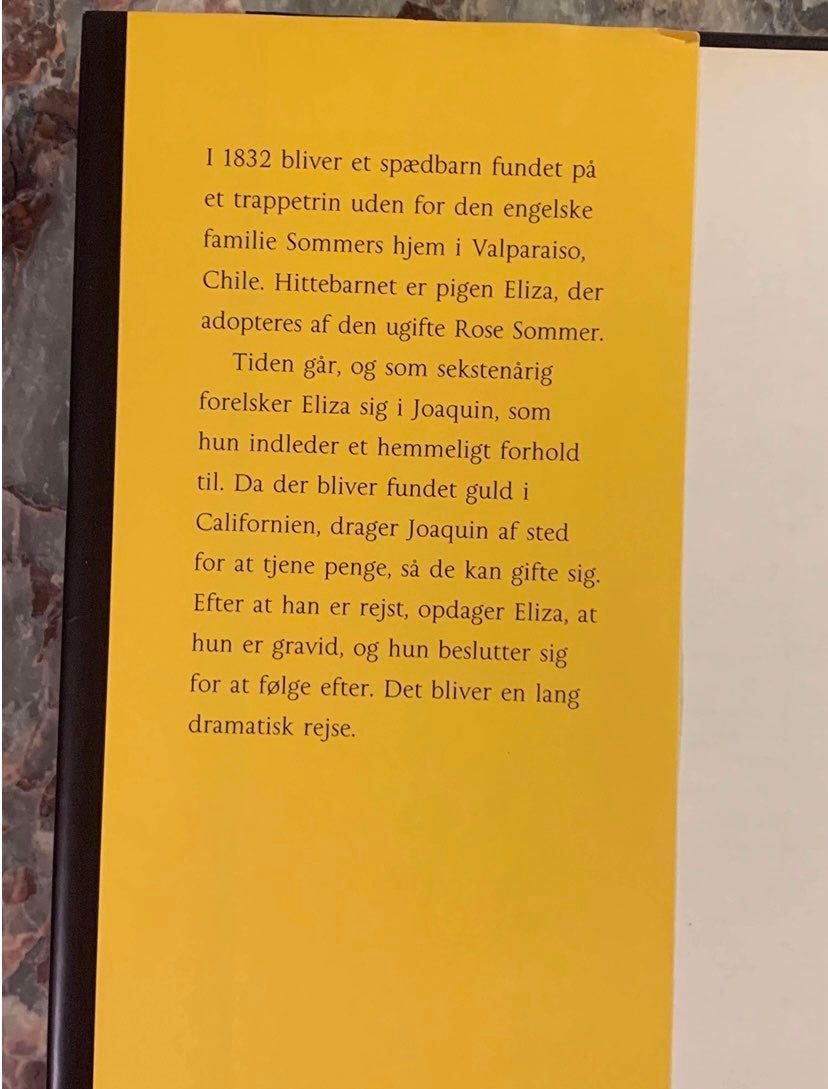 I 1832 bliver et spædbarn fundet på
et trappetrin uden for den engelske
familie Sommers hjem i Valparaiso,
Chile. Hittebarnet er pigen Eliza, der
adopteres af den ugifte Rose Sommer.
Tiden går, og som sekstenårig
forelsker Eliza sig i Joaquin, som
hun indleder et hemmeligt forhold
til. Da der bliver fundet guld i
Californien, drager Joaquin af sted
for at tjene penge, så de kan gifte sig.
Efter at han er rejst, opdager Eliza, at
hun er gravid, og hun beslutter sig
for at følge efter. Det bliver en lang
dramatisk rejse.